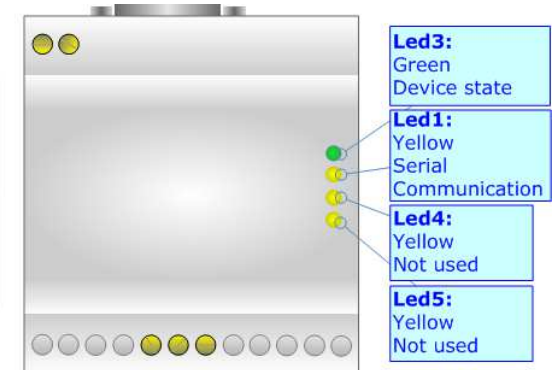 Led3:
Green
Device state
Led1:
Yellow
Serial
Communication
Led4:
Yellow
Not used
Led5:
Yellow
Not used